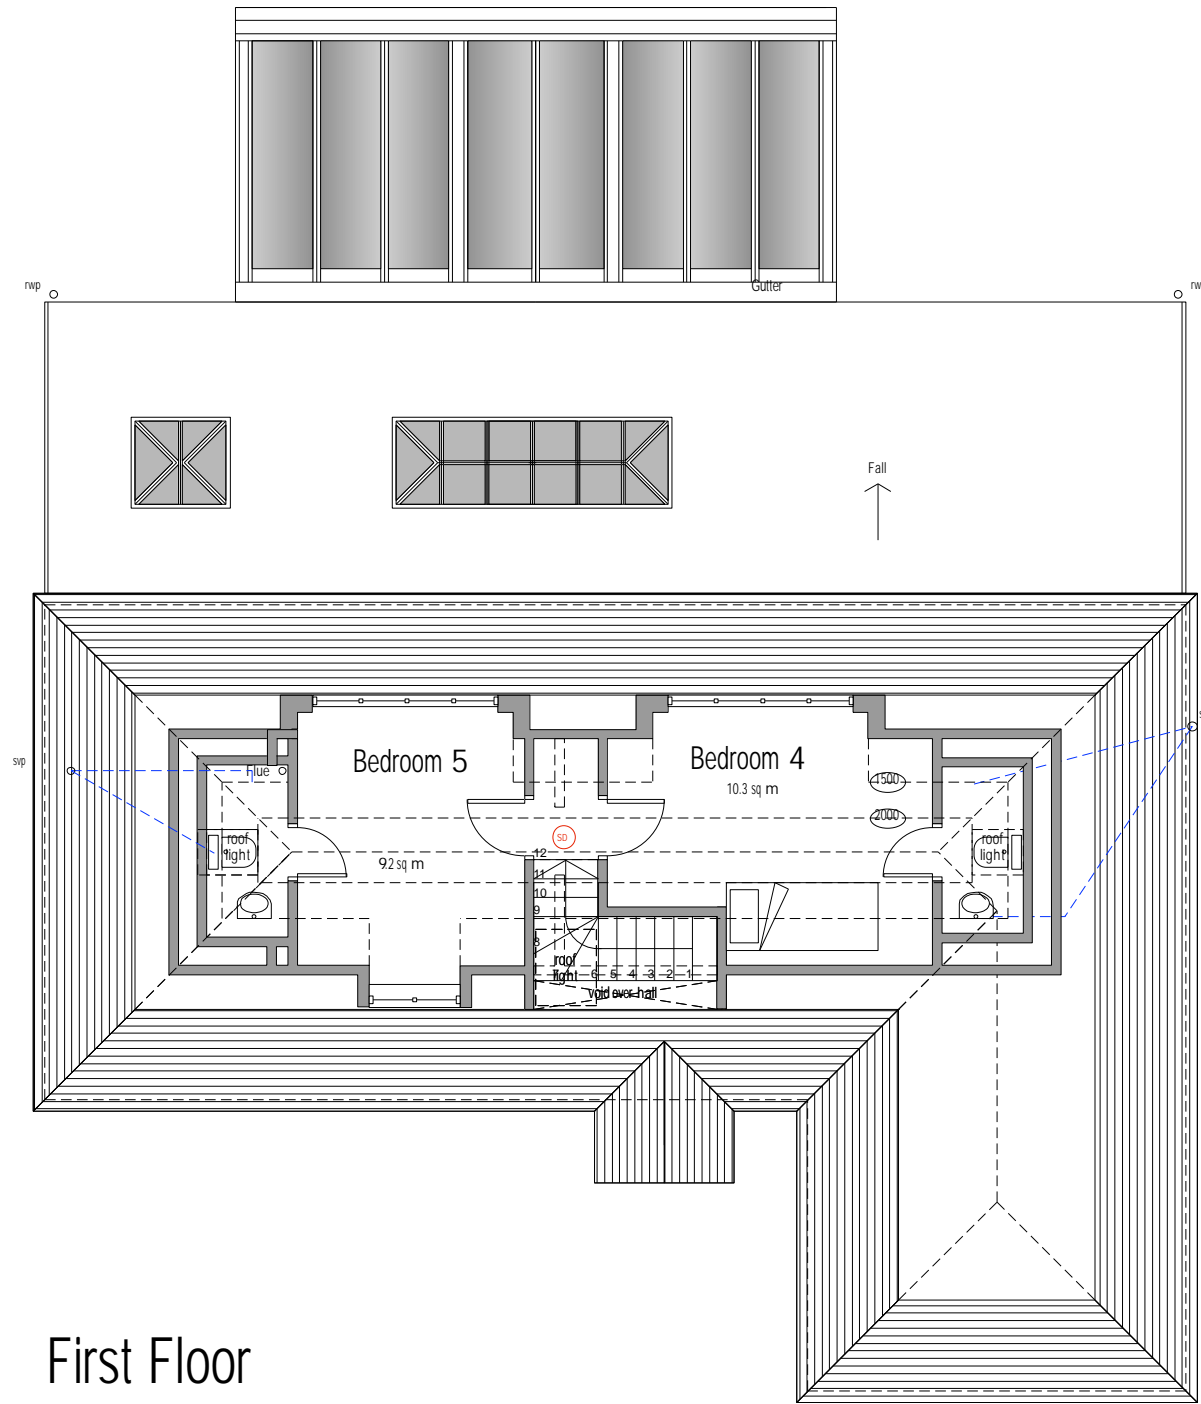 Gutter
rwp
rw
Fall
s
svp
Flue
Bedroom 5
Bedroom 4
10.3 sq m
1500
2000
SD
roof
light
roof
light
9.2 sq m
12
11
10
9
8
roof
light
6 5 4 3 2 1
void over hall
First Floor